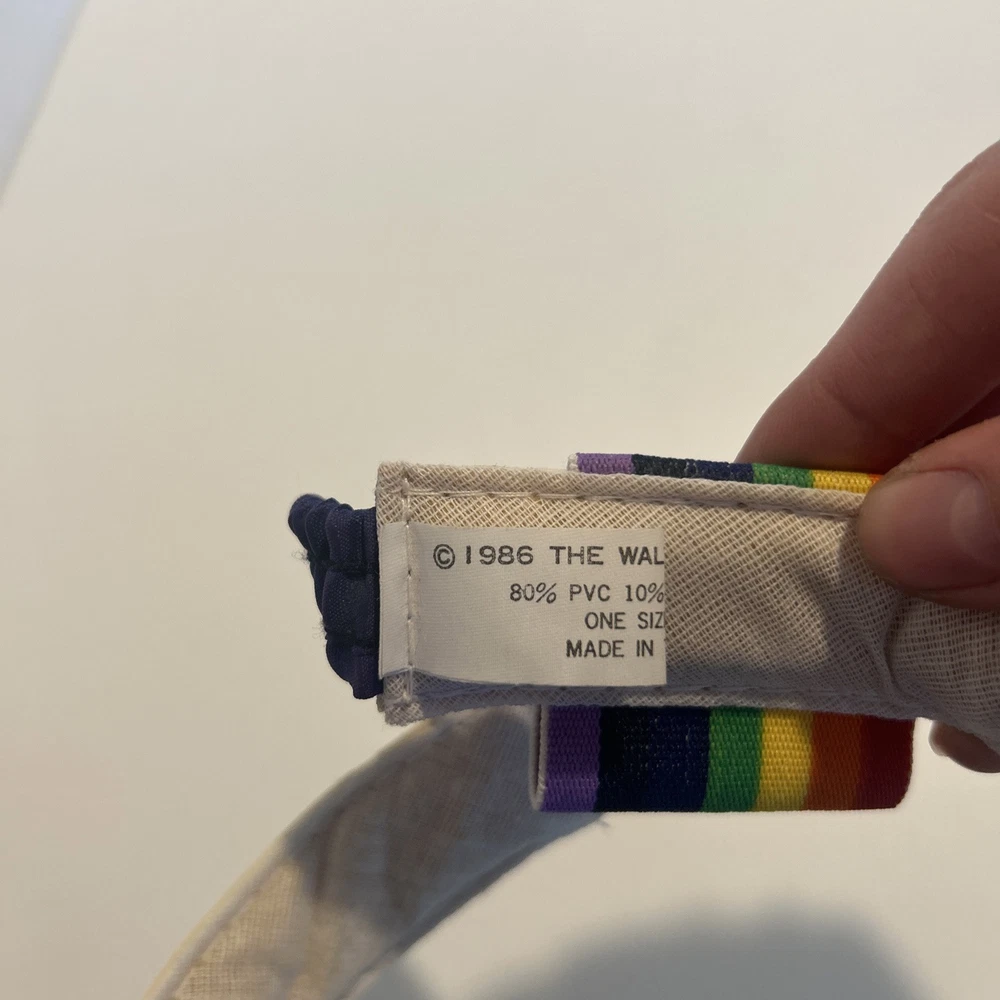 © 1986 THE WAL
80% PVC 10%
ONE SIZ
MADE IN